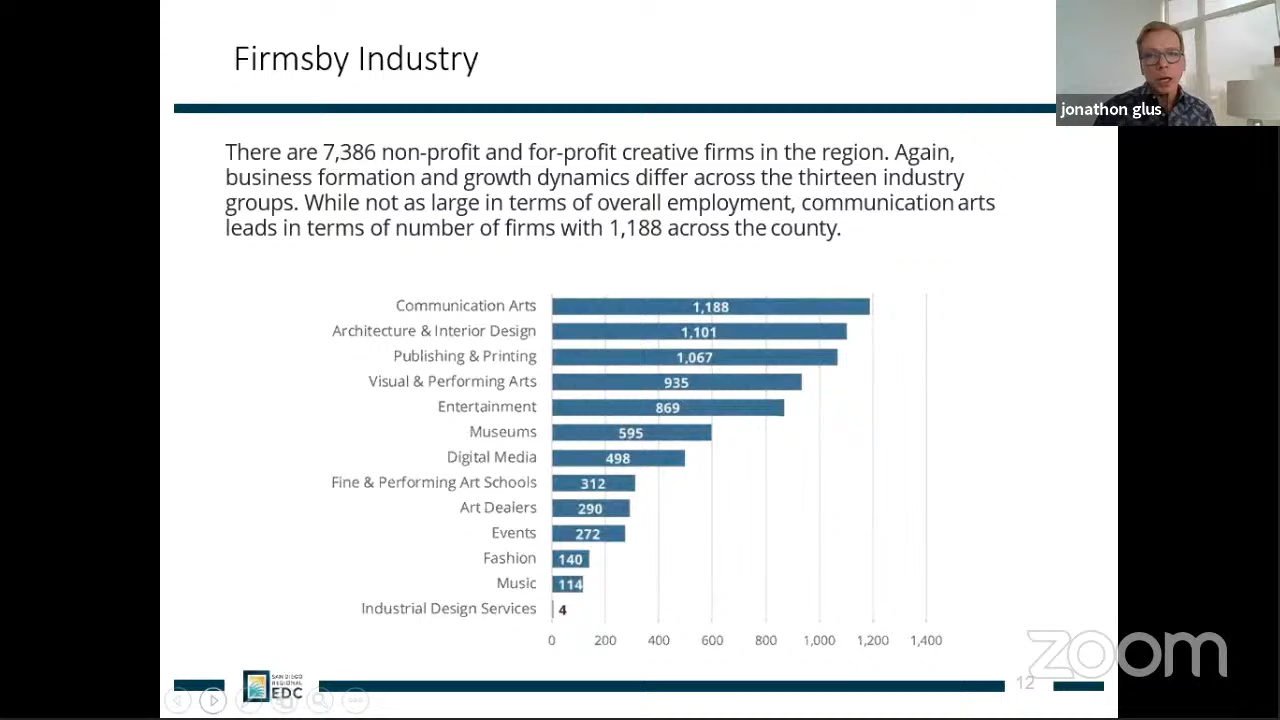 Firmsby Industry
jonathon glus
There are 7,386 non-profit and for-profit creative firms in the region. Again,
business formation and growth dynamics differ across the thirteen industry
groups. While not as large in terms of overall employment, communication arts
leads in terms of number of firms with 1,188 across the county.
Communication Arts 1,188
Architecture & Interior Design 1,101
Publishing & Printing 1,067
Visual & Performing Arts 935
Entertainment 869
Museums 595
Digital Media 498
Fine & Performing Art Schools 312
Art Dealers 290
Events 272
Fashion 140
Music 114
Industrial Design Services 4
0 200 400 600 800 1,000 1,200 1,400
zoom
SAN DIEGO
REGIONAL
EDC
12